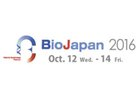 BioJapan 2016
Oct. 12 Wed. - 14 Fri.